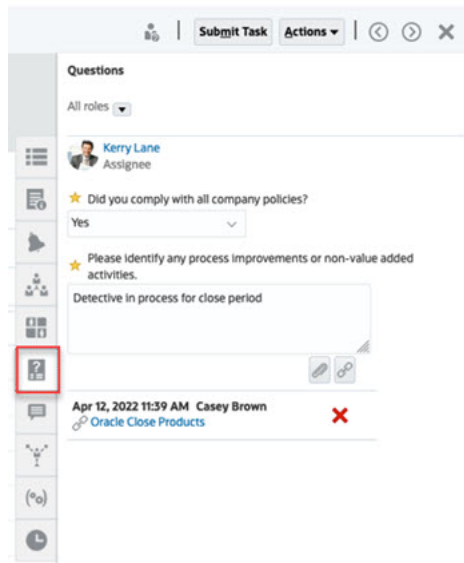 Submit Task Actions
Questions
All roles
Kerry Lane
Assignee
Did you comply with all company policies?
Yes
Please identify any process improvements or non-value added
activities.
Detective in process for close period
Apr 12, 2022 11:39 AM Casey Brown
Oracle Close Products